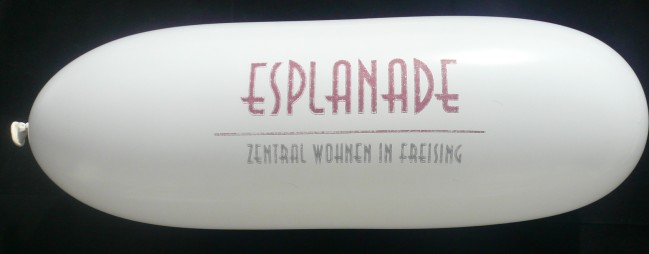 ESPLANADE
ZENTRAL WOHNEN IN FREISING